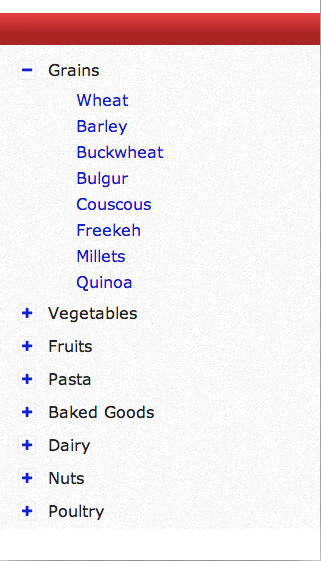 Grains
Wheat
Barley
Buckwheat
Bulgur
Couscous
Freekeh
Millets
Quinoa
Vegetables
Fruits
Pasta
Baked Goods
Dairy
Nuts
Poultry